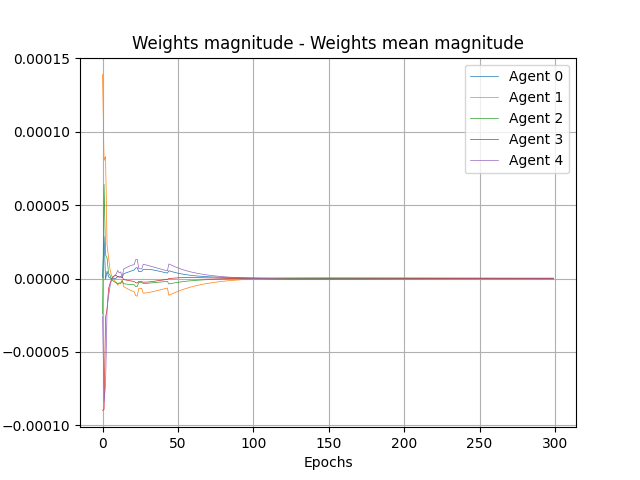 Weights magnitude - Weights mean magnitude
0.00015
0.00010
0.00005
0.00000
−0.00005
−0.00010
0 50 100 150 200 250 300
Epochs
Agent 0
Agent 1
Agent 2
Agent 3
Agent 4